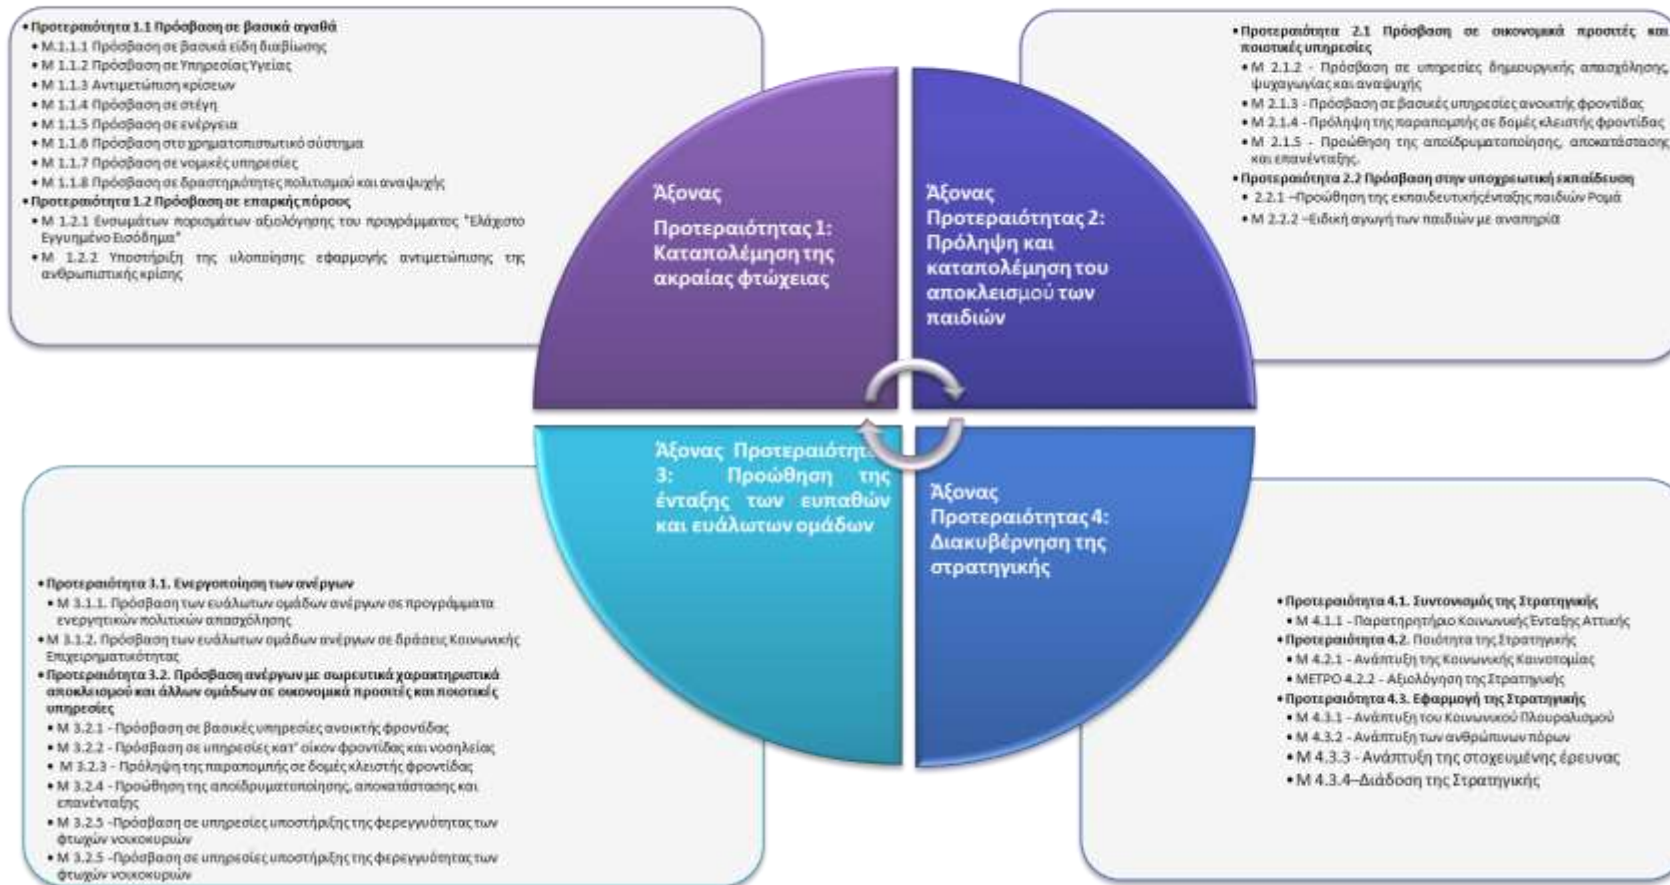 • Προτεραιότητα 1.1 Πρόσβαση σε βασικά αγαθά
• Μ.1.1.1 Πρόσβαση σε βασικά είδη διαβίωσης
• Μ 1.1.2 Πρόσβαση σε Υπηρεσίας Υγείας
• Μ 1.1.3 Αντιμετώπιση κρίσεων
• Μ 1.1.4 Πρόσβαση σε στέγη
• Μ 1.1.5 Πρόσβαση σε ενέργεια
• Μ 1.1.6 Πρόσβαση στο χρηματοπιστωτικό σύστημα
• Μ 1.1.7 Πρόσβαση σε νομικές υπηρεσίες
• Μ 1.1.8 Πρόσβαση σε δραστηριότητες πολιτισμού και αναψυχής
• Προτεραιότητα 1.2 Πρόσβαση σε επαρκής πόρους
• Μ 1.2.1 Ενσωμάτων πορισμάτων αξιολόγησης του προγράμματος "Ελάχιστο
Εγγυημένο Εισόδημα"
• Μ 1.2.2 Υποστήριξη της υλοποίησης εφαρμογής αντιμετώπισης της
ανθρωπιστικής κρίσης
Άξονας
Προτεραιότητας 1:
Καταπολέμηση της
ακραίας φτώχειας
Άξονας
Προτεραιότητας 2:
Πρόληψη και
καταπολέμηση του
αποκλεισμού των
παιδιών
• Προτεραιότητα 2.1 Πρόσβαση σε οικονομικά προσιτές και
ποιοτικές υπηρεσίες
• Μ 2.1.2 - Πρόσβαση σε υπηρεσίες δημιουργικής απασχόλησης,
ψυχαγωγίας και αναψυχής
• Μ 2.1.3 - Πρόσβαση σε βασικές υπηρεσίες ανοικτής φροντίδας
• Μ 2.1.4 - Πρόληψη της παραπομπής σε δομές κλειστής φροντίδας
• Μ 2.1.5 - Προώθηση της αποϊδρυματοποίησης, αποκατάστασης
και επανένταξης.
• Προτεραιότητα 2.2 Πρόσβαση στην υποχρεωτική εκπαίδευση
• 2.2.1 –Προώθηση της εκπαιδευτικήςένταξης παιδιών Ρομά
• Μ 2.2.2 –Ειδική αγωγή των παιδιών με αναπηρία
Άξονας Προτεραιότητ
3: Προώθηση της
ένταξης των ευπαθών
και ευάλωτων ομάδων
Άξονας
Προτεραιότητας 4:
Διακυβέρνηση της
στρατηγικής
• Προτεραιότητα 3.1. Ενεργοποίηση των ανέργων
• Μ 3.1.1. Πρόσβαση των ευάλωτων ομάδων ανέργων σε προγράμματα
ενεργητικών πολιτικών απασχόλησης
• Μ 3.1.2. Πρόσβαση των ευάλωτων ομάδων ανέργων σε δράσεις Κοινωνικής
Επιχειρηματικότητας
• Προτεραιότητα 3.2. Πρόσβαση ανέργων με σωρευτικά χαρακτηριστικά
αποκλεισμού και άλλων ομάδων σε οικονομικά προσιτές και ποιοτικές
υπηρεσίες
• Μ 3.2.1 - Πρόσβαση σε βασικές υπηρεσίες ανοικτής φροντίδας
• Μ 3.2.2 - Πρόσβαση σε υπηρεσίες κατ' οίκον φροντίδας και νοσηλείας
• Μ 3.2.3 - Πρόληψη της παραπομπής σε δομές κλειστής φροντίδας
• Μ 3.2.4 - Προώθηση της αποϊδρυματοποίησης, αποκατάστασης και
επανένταξης
• Μ 3.2.5 -Πρόσβαση σε υπηρεσίες υποστήριξης της φερεγγυότητας των
φτωχών νοικοκυριών
• Μ 3.2.5 -Πρόσβαση σε υπηρεσίες υποστήριξης της φερεγγυότητας των
φτωχών νοικοκυριών
• Προτεραιότητα 4.1. Συντονισμός της Στρατηγικής
• Μ 4.1.1 - Παρατηρητήριο Κοινωνικής Ένταξης Αττικής
• Προτεραιότητα 4.2. Ποιότητα της Στρατηγικής
• Μ 4.2.1 - Ανάπτυξη της Κοινωνικής Καινοτομίας
• ΜΕΤΡΟ 4.2.2 - Αξιολόγηση της Στρατηγικής
• Προτεραιότητα 4.3. Εφαρμογή της Στρατηγικής
• Μ 4.3.1 - Ανάπτυξη του Κοινωνικού Πλουραλισμού
• Μ 4.3.2 - Ανάπτυξη των ανθρώπινων πόρων
• Μ 4.3.3 - Ανάπτυξη της στοχευμένης έρευνας
• Μ 4.3.4–Διάδοση της Στρατηγικής